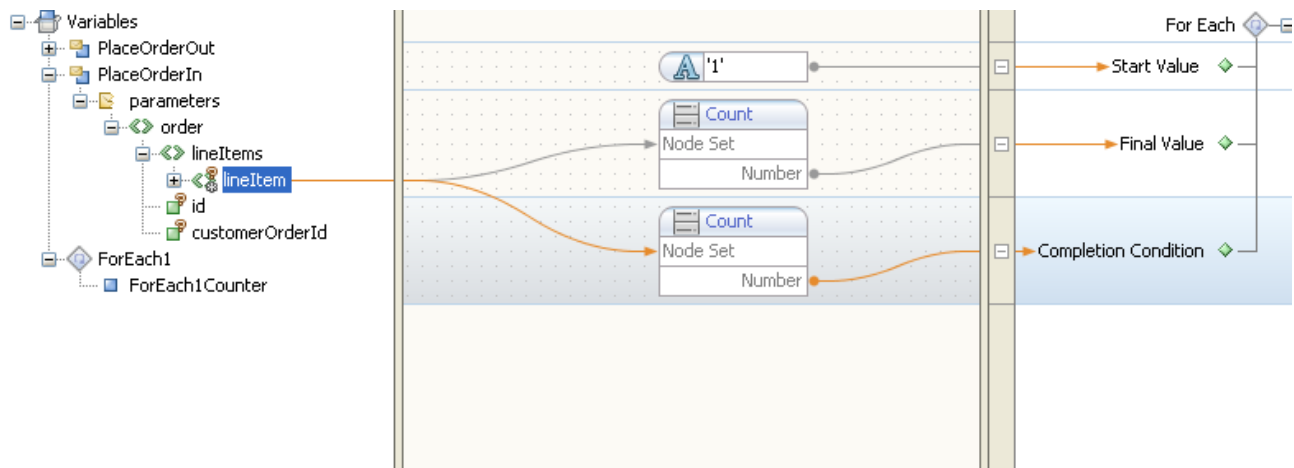 Variables
PlaceOrderOut
PlaceOrderIn
parameters
order
lineItems
lineItem
id
customerOrderId
ForEach1
ForEach1Counter
'1'
Count
Node Set
Number
Count
Node Set
Number
For Each
Start Value
Final Value
Completion Condition